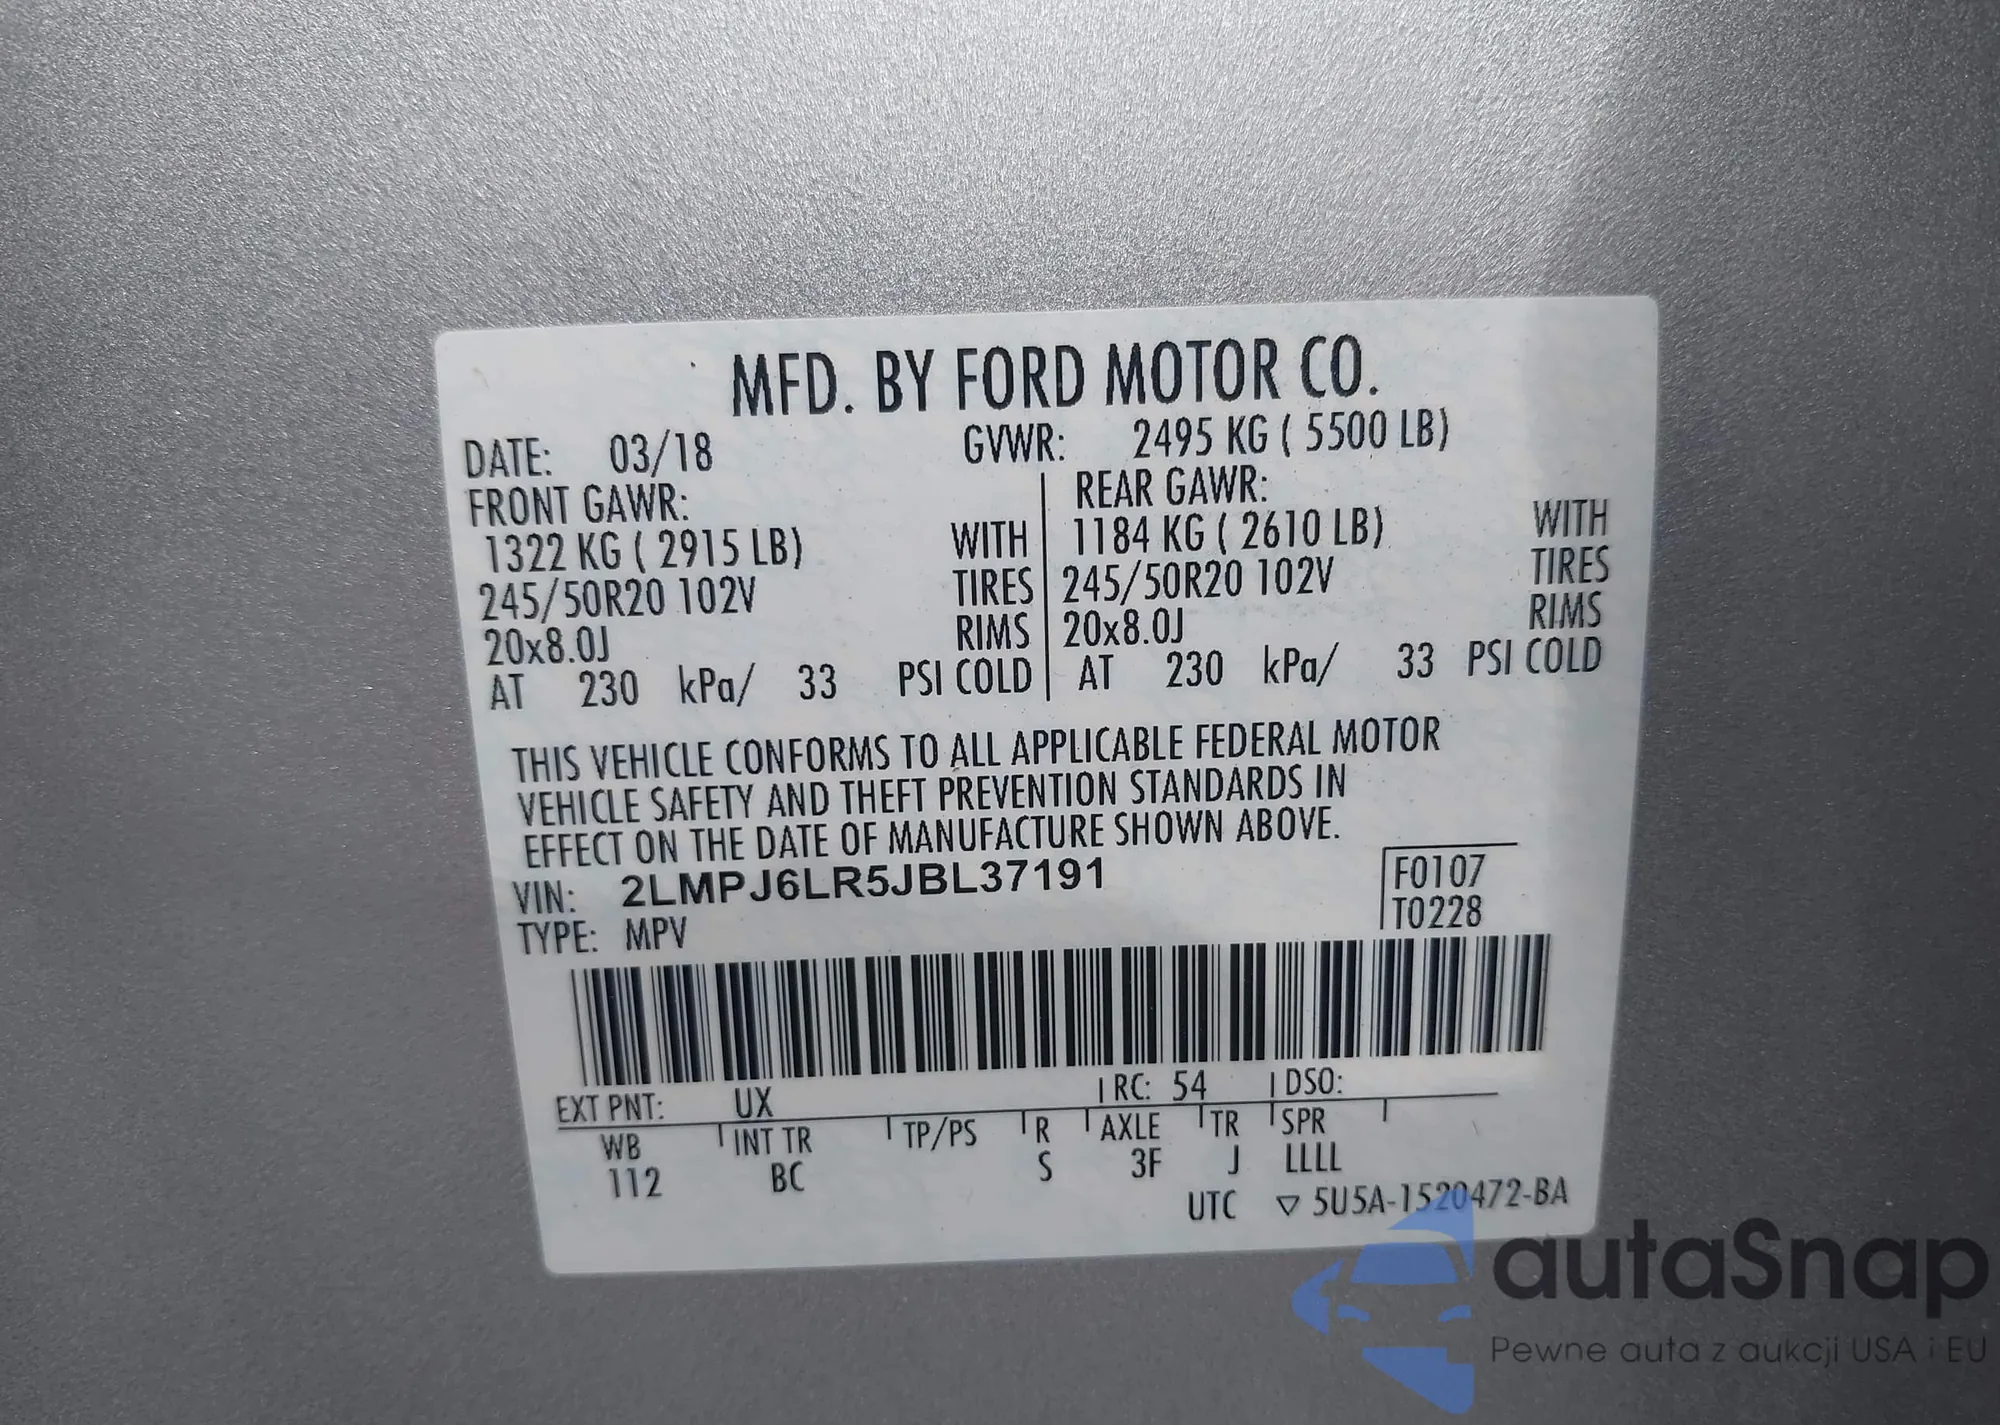 MFD. BY FORD MOTOR CO.
DATE: 03/18 GVWR: 2495 KG ( 5500 LB)
FRONT GAWR: REAR GAWR:
1322 KG ( 2915 LB) WITH 1184 KG ( 2610 LB) WITH
245/50R20 102V TIRES 245/50R20 102V TIRES
20x8.0J RIMS 20x8.0J RIMS
AT 230 kPa/ 33 PSI COLD AT 230 kPa/ 33 PSI COLD
THIS VEHICLE CONFORMS TO ALL APPLICABLE FEDERAL MOTOR
VEHICLE SAFETY AND THEFT PREVENTION STANDARDS IN
EFFECT ON THE DATE OF MANUFACTURE SHOWN ABOVE.
VIN: 2LMPJ6LR5JBL37191 F0107
TYPE: MPV T0228
EXT PNT: UX RC: 54 DSO:
WB INT TR TP/PS R AXLE TR SPR
112 BC S 3F J LLLL
UTC ▽ 5U5A-1520472-BA
autaSnap
Pewne auta z aukcji USA i EU